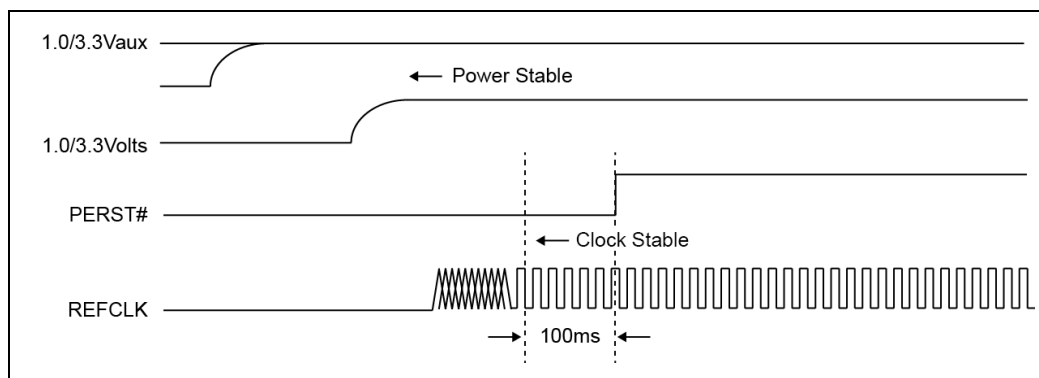 1.0/3.3Vaux
← Power Stable
1.0/3.3Volts
PERST#
← Clock Stable
REFCLK
100ms